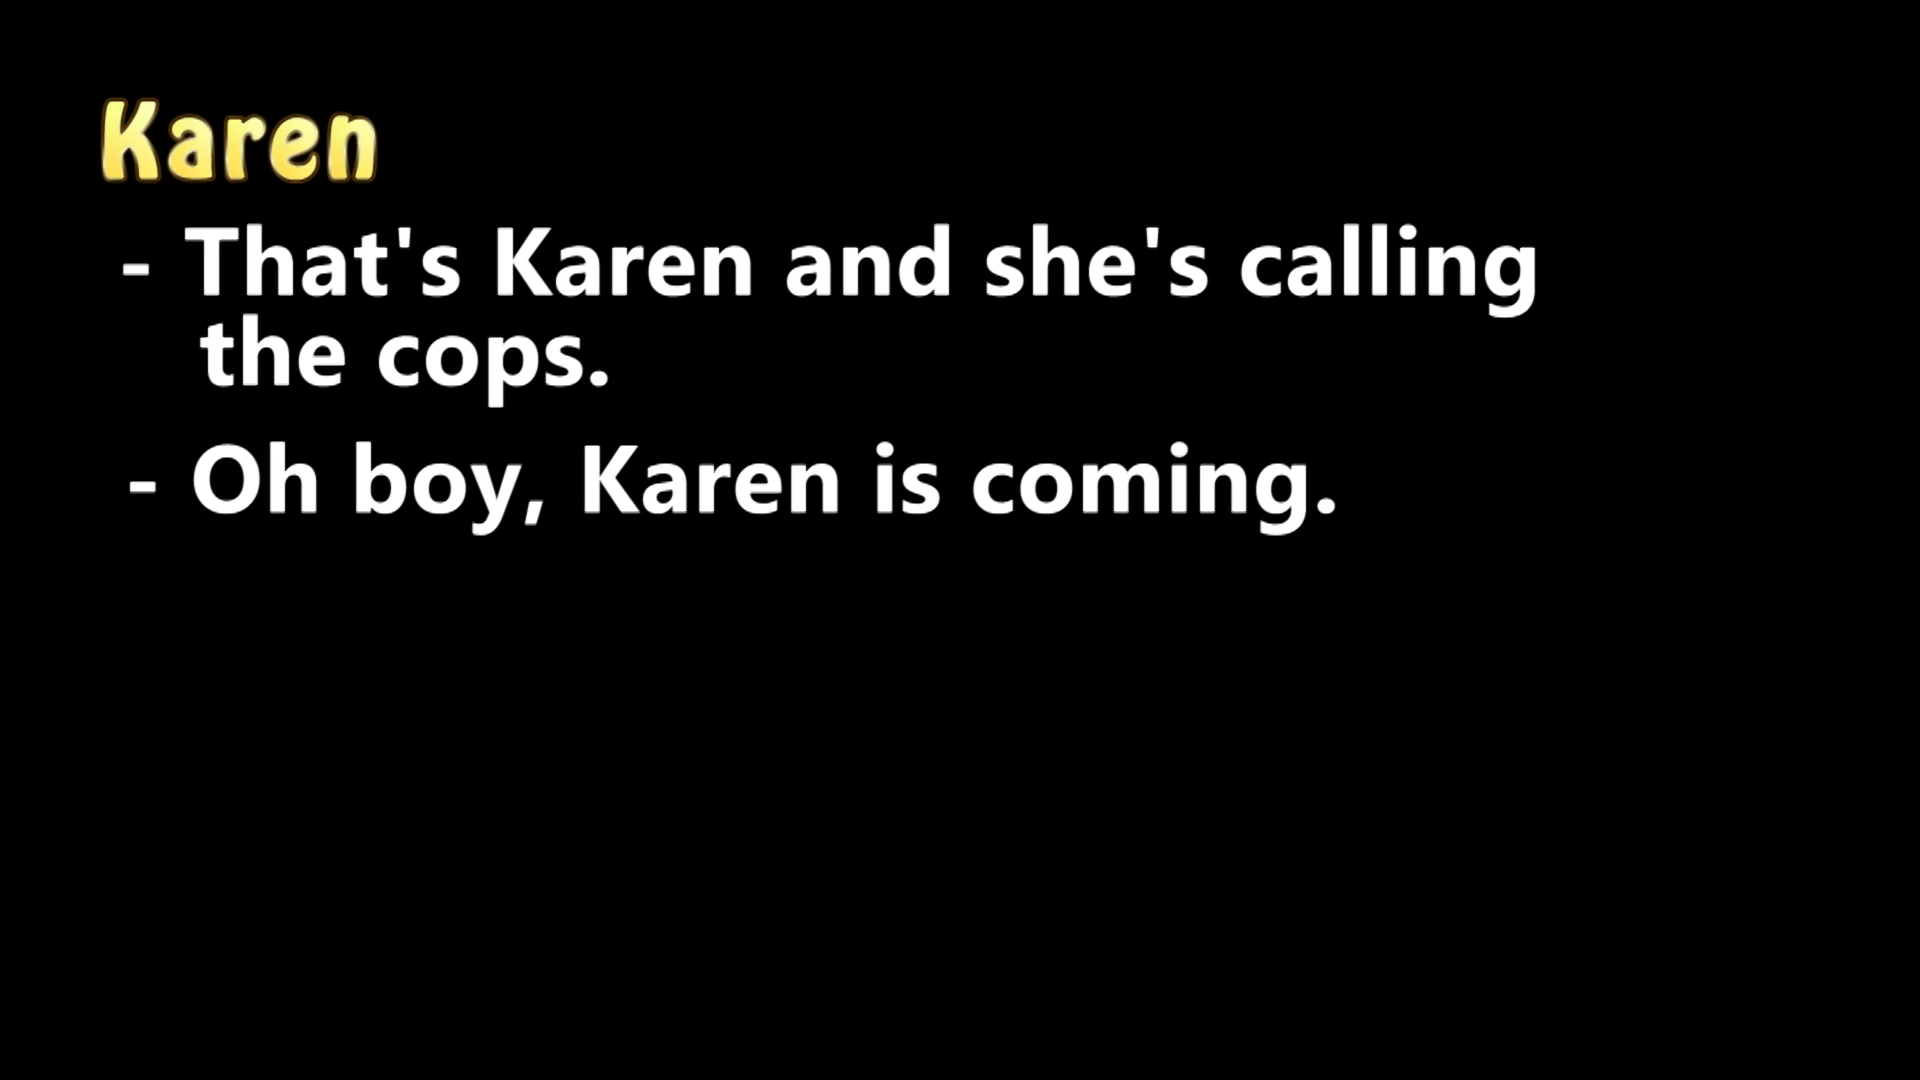 Karen
- That's Karen and she's calling
the cops.
- Oh boy, Karen is coming.